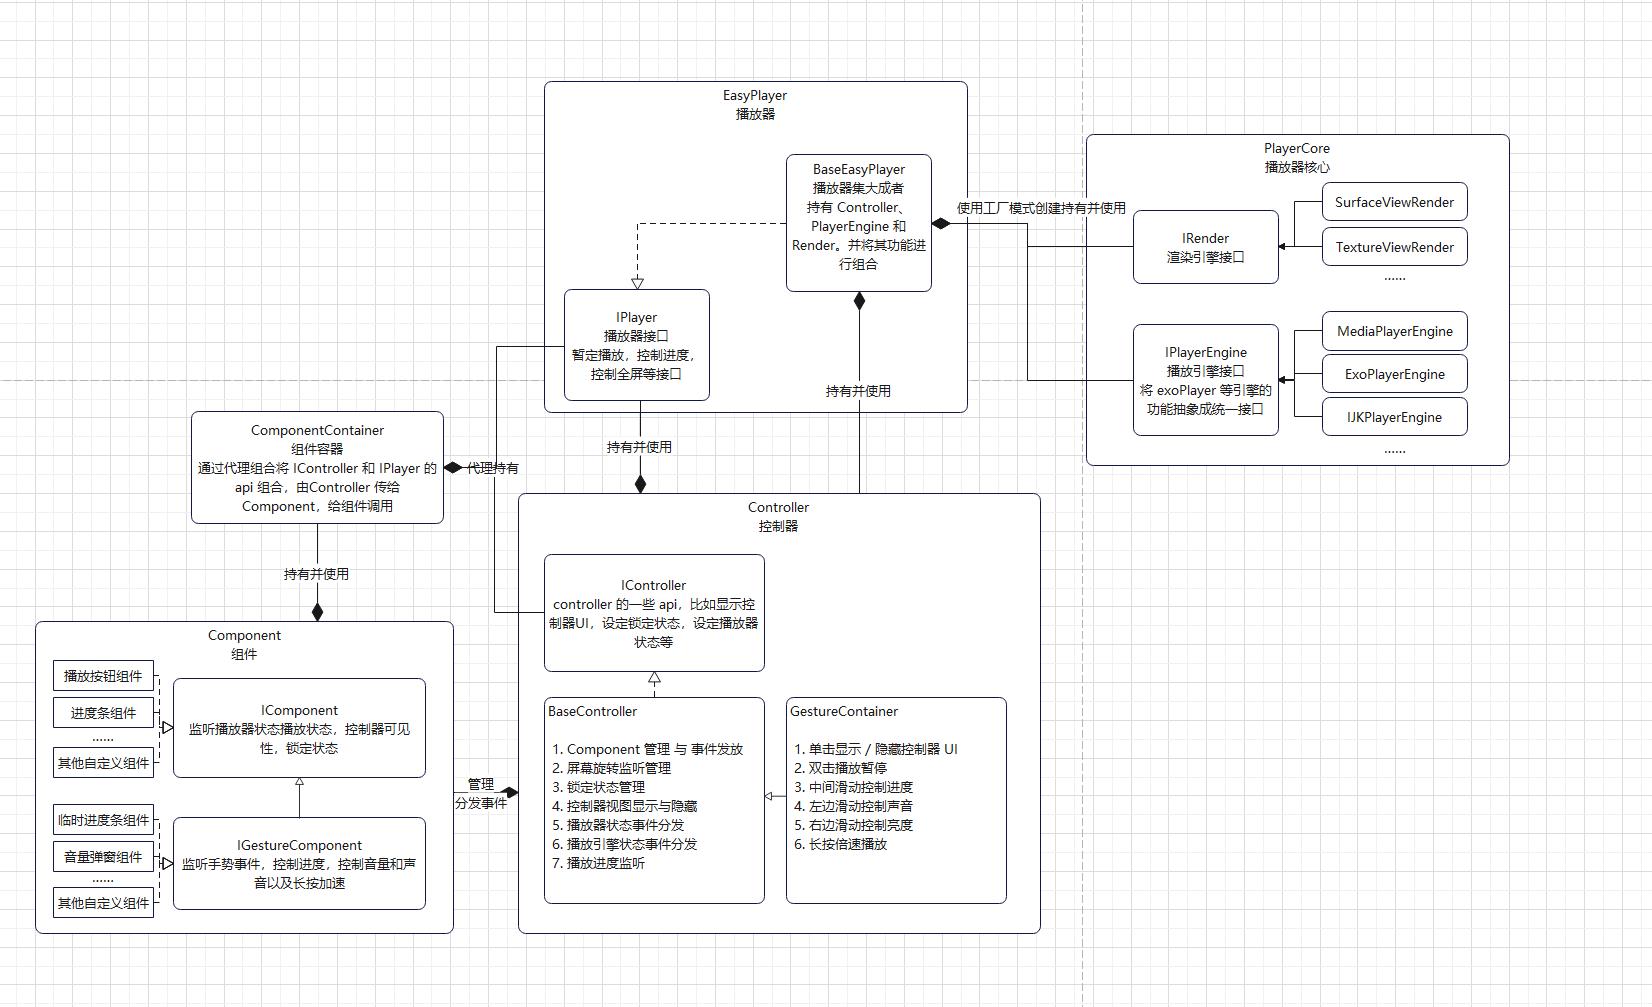 EasyPlayer
播放器
BaseEasyPlayer
播放器集大成者
持有 Controller、
PlayerEngine 和
Render。并将其功能进
行组合
使用工厂模式创建持有并使用
PlayerCore
播放器核心
IRender
渲染引擎接口
SurfaceViewRender
TextureViewRender
......
IPlayerEngine
播放引擎接口
将 exoPlayer 等引擎的
功能抽象成统一接口
MediaPlayerEngine
ExoPlayerEngine
IJKPlayerEngine
......
IPlayer
播放器接口
暂定播放，控制进度，
控制全屏等接口
持有并使用
持有并使用
ComponentContainer
组件容器
通过代理组合将 IController 和 IPlayer 的
api 组合，由Controller 传给
Component，给组件调用
代理持有
持有并使用
Controller
控制器
IController
controller 的一些 api，比如显示控
制器UI，设定锁定状态，设定播放器
状态等
BaseController
1. Component 管理 与 事件发放
2. 屏幕旋转监听管理
3. 锁定状态管理
4. 控制器视图显示与隐藏
5. 播放器状态事件分发
6. 播放引擎状态事件分发
7. 播放进度监听
GestureContainer
1. 单击显示 / 隐藏控制器 UI
2. 双击播放暂停
3. 中间滑动控制进度
4. 左边滑动控制声音
5. 右边滑动控制亮度
6. 长按倍速播放
管理
分发事件
Component
组件
播放按钮组件
进度条组件
......
其他自定义组件
IComponent
监听播放器状态播放状态，控制器可见
性，锁定状态
临时进度条组件
音量弹窗组件
......
其他自定义组件
IGestureComponent
监听手势事件，控制进度，控制音量和声
音以及长按加速